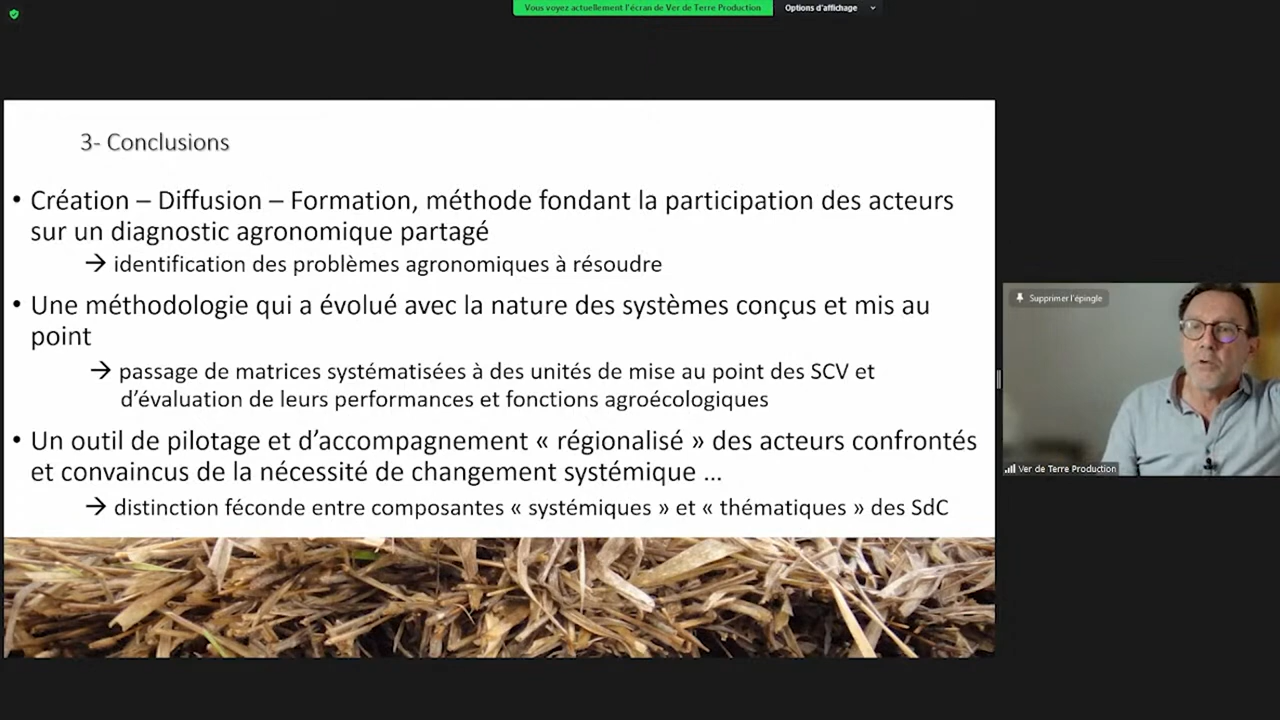 Vous voyez actuellement l'écran de Ver de Terre Production
Options d'affichage
3- Conclusions
• Création – Diffusion – Formation, méthode fondant la participation des acteurs
sur un diagnostic agronomique partagé
→ identification des problèmes agronomiques à résoudre
• Une méthodologie qui a évolué avec la nature des systèmes conçus et mis au
point
→ passage de matrices systématisées à des unités de mise au point des SCV et
d'évaluation de leurs performances et fonctions agroécologiques
• Un outil de pilotage et d'accompagnement « régionalisé » des acteurs confrontés
et convaincus de la nécessité de changement systémique ...
→ distinction féconde entre composantes « systémiques » et « thématiques » des SdC
Supprimer l'épingle
Ver de Terre Production